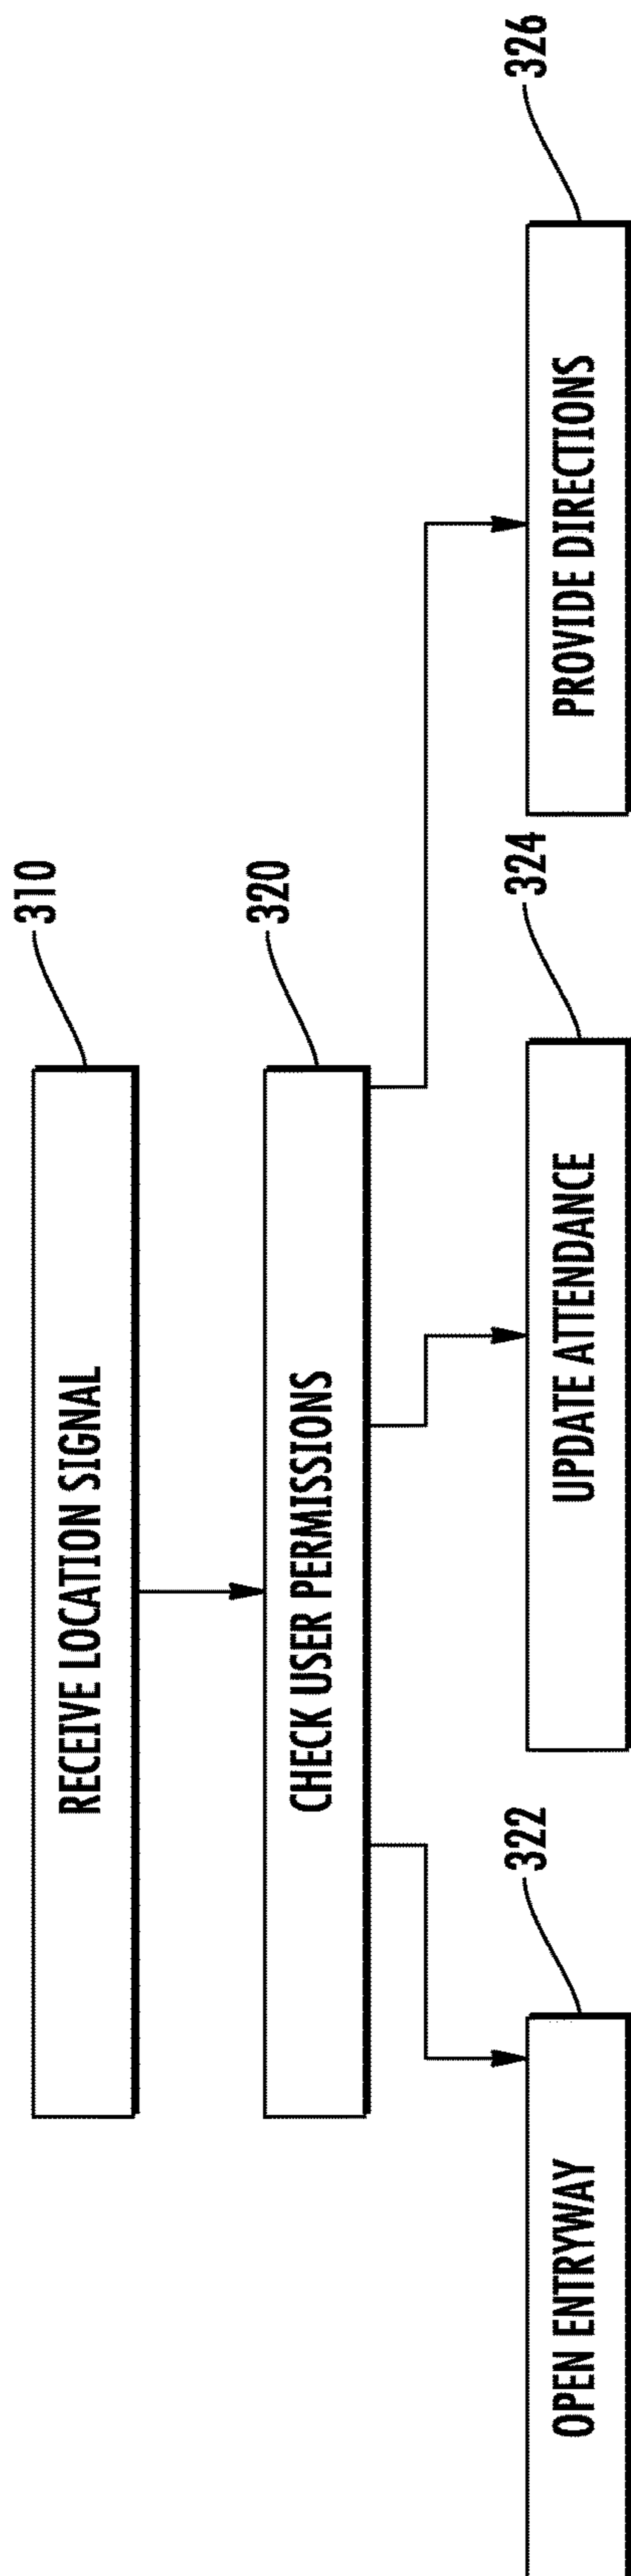 RECEIVE LOCATION SIGNAL
310
CHECK USER PERMISSIONS
320
OPEN ENTRYWAY
322
UPDATE ATTENDANCE
324
PROVIDE DIRECTIONS
326